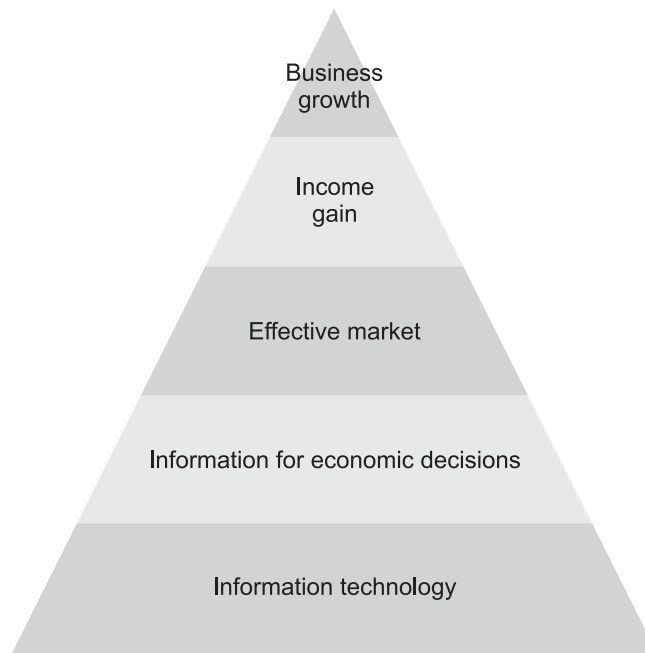 Business
growth
Income
gain
Effective market
Information for economic decisions
Information technology